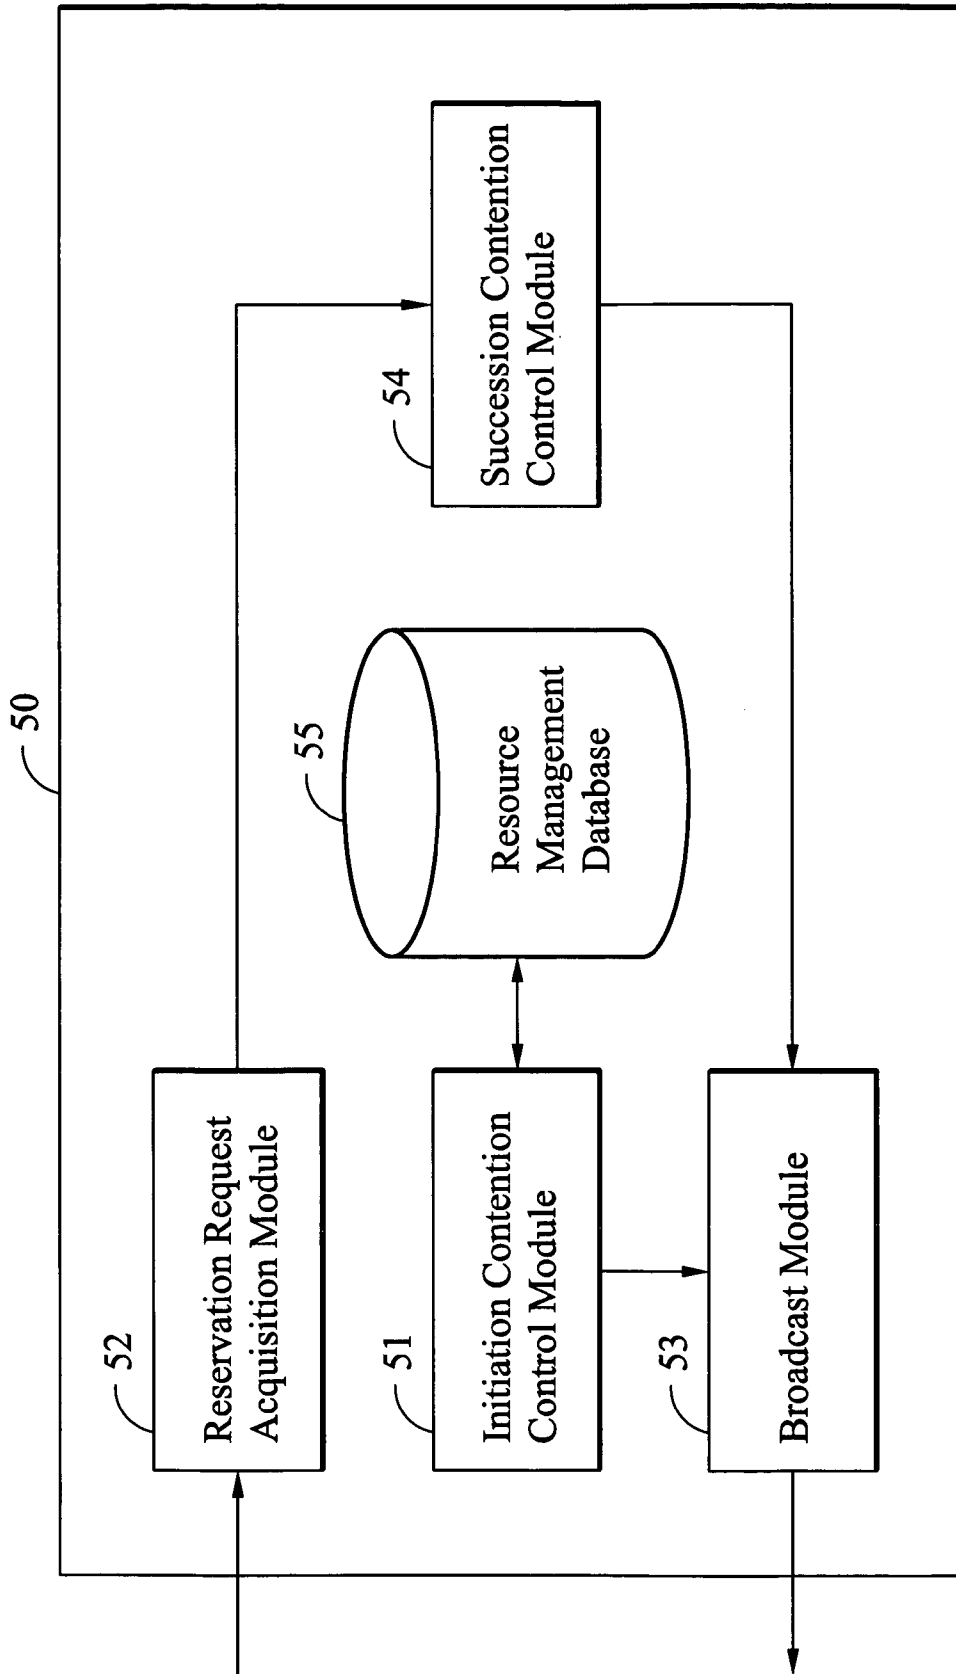 50
52
Reservation Request
Acquisition Module
55
Resource
Management
Database
54
Succession Contention
Control Module
51
Initiation Contention
Control Module
53
Broadcast Module